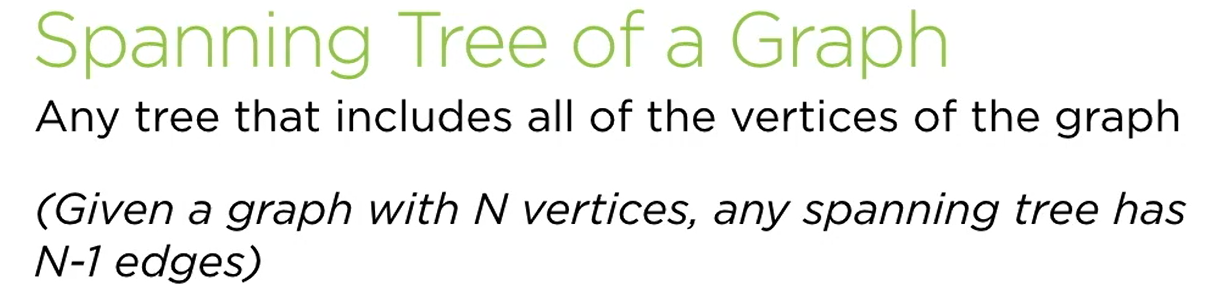 Spanning Tree of a Graph
Any tree that includes all of the vertices of the graph
(Given a graph with N vertices, any spanning tree has
N-1 edges)